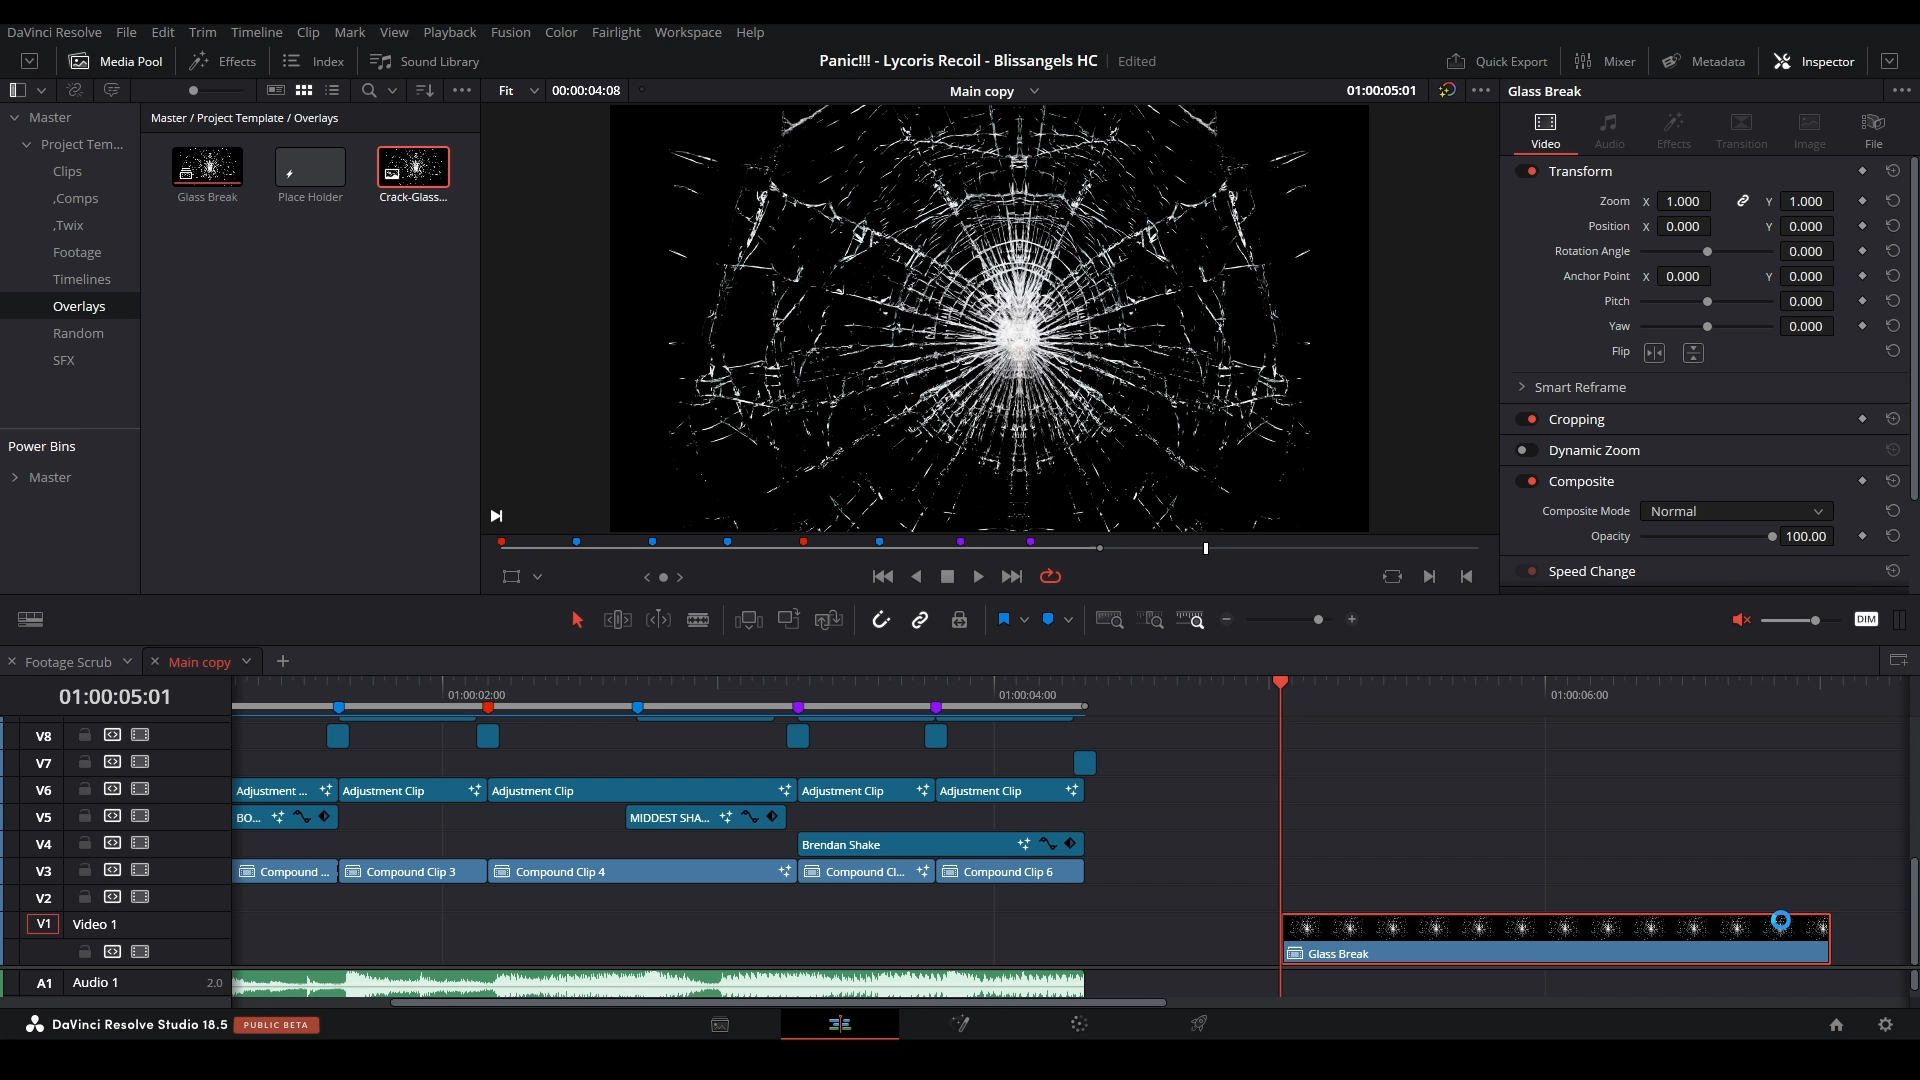 DaVinci Resolve File Edit Trim Timeline Clip Mark View Playback Fusion Color Fairlight Workspace Help
Media Pool Effects Index Sound Library Panic!!! - Lycoris Recoil - Blissangels HC Edited Quick Export Mixer Metadata Inspector
Fit 00:00:04:08 Main copy 01:00:05:01 Glass Break
Master
Project Tem...
Clips
,Comps
,Twix
Footage
Timelines
Overlays
Random
SFX
Power Bins
Master
Master / Project Template / Overlays
Glass Break Place Holder Crack-Glass...
Video Audio Effects Transition Image File
Transform
Zoom X 1.000 Y 1.000
Position X 0.000 Y 0.000
Rotation Angle 0.000
Anchor Point X 0.000 Y 0.000
Pitch 0.000
Yaw 0.000
Flip
Smart Reframe
Cropping
Dynamic Zoom
Composite
Composite Mode Normal
Opacity 100.00
Speed Change
DIM
Footage Scrub Main copy
01:00:05:01 01:00:02:00 01:00:04:00 01:00:06:00
V8
V7
V6 Adjustment ... Adjustment Clip Adjustment Clip Adjustment Clip Adjustment Clip
V5 BO... MIDDEST SHA...
V4 Brendan Shake
V3 Compound ... Compound Clip 3 Compound Clip 4 Compound Cl... Compound Clip 6
V2
V1 Video 1
Glass Break
A1 Audio 1 2.0
DaVinci Resolve Studio 18.5 PUBLIC BETA